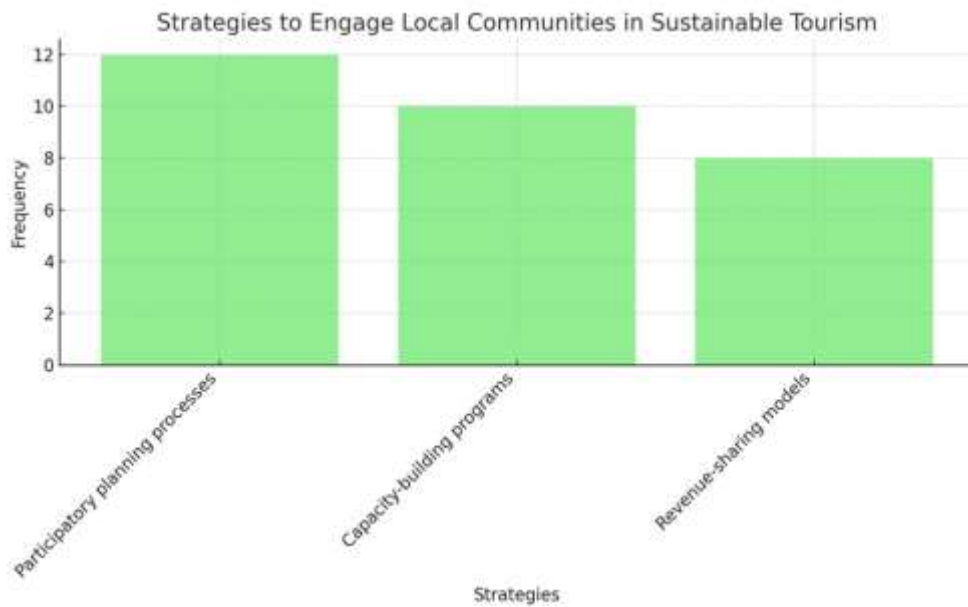 Strategies to Engage Local Communities in Sustainable Tourism
Frequency
12
10
8
6
4
2
0
Participatory planning processes
Capacity-building programs
Revenue-sharing models
Strategies